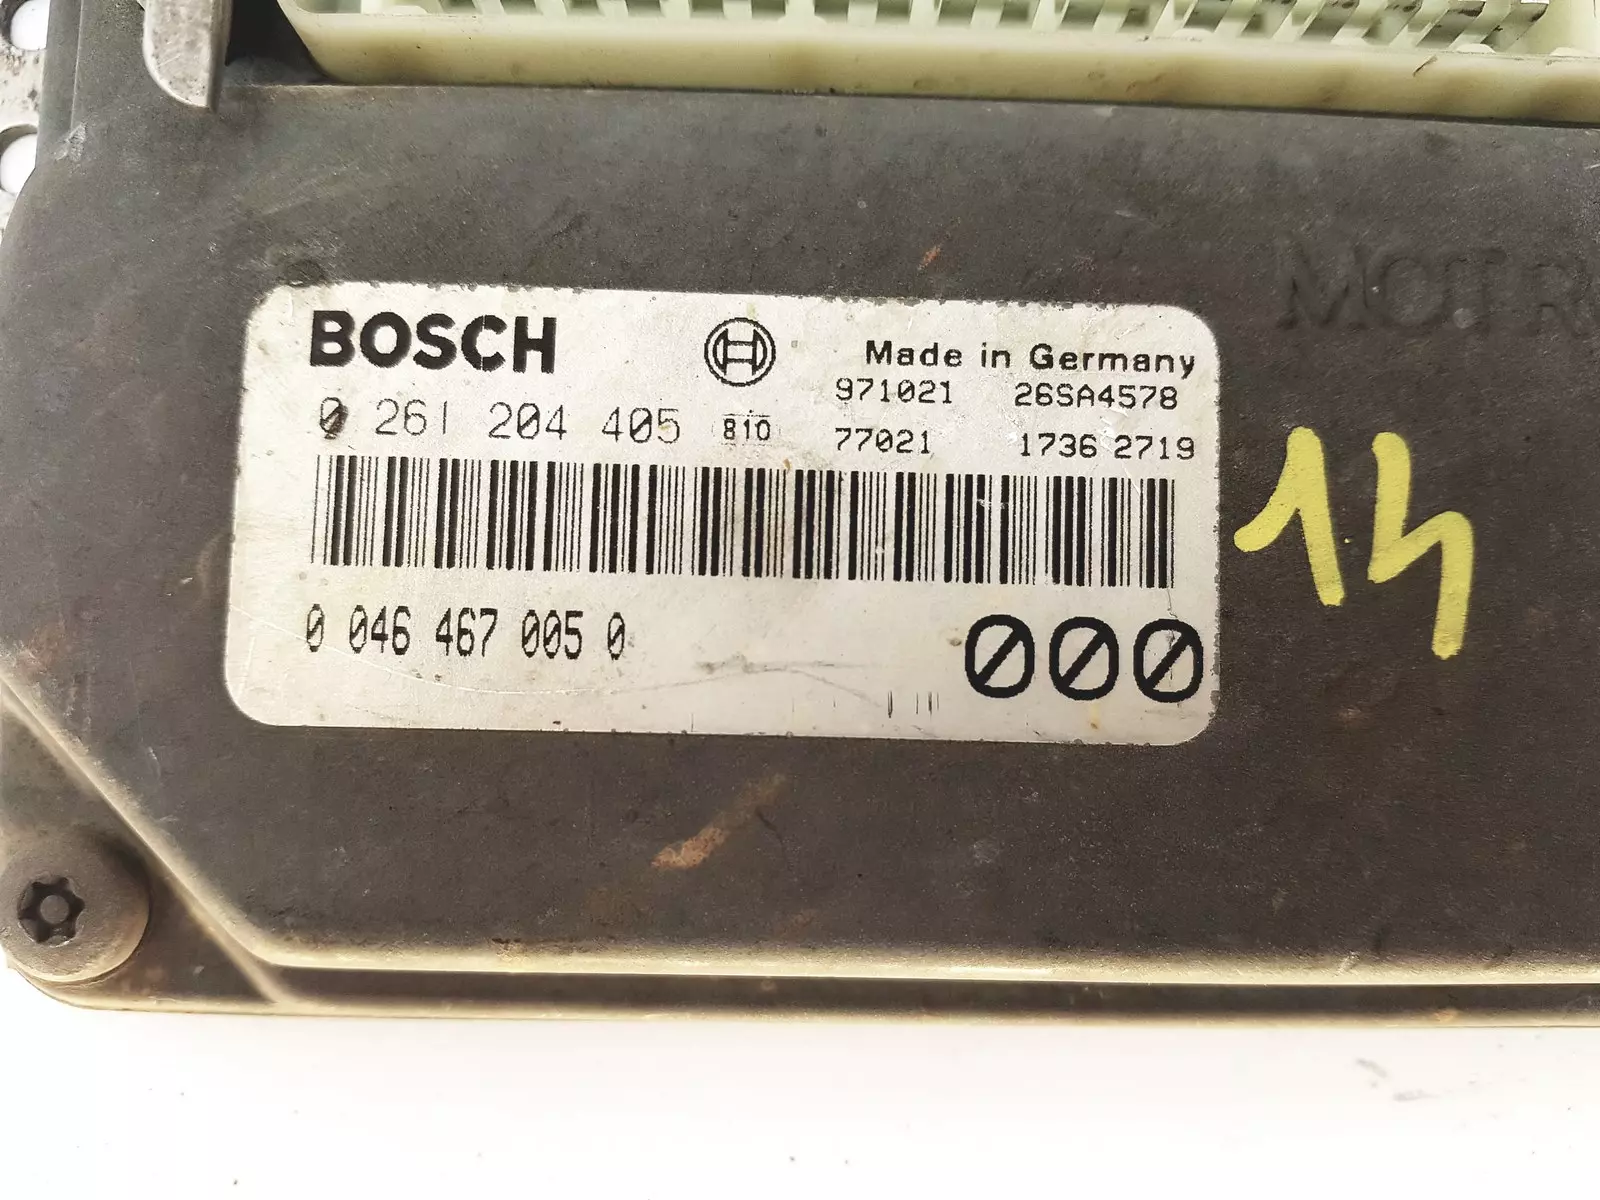 MOTR
BOSCH
Made in Germany
971021 26SA4578
0 261 204 405 810
77021 1736 2719
0 046 467 005 0
000
14